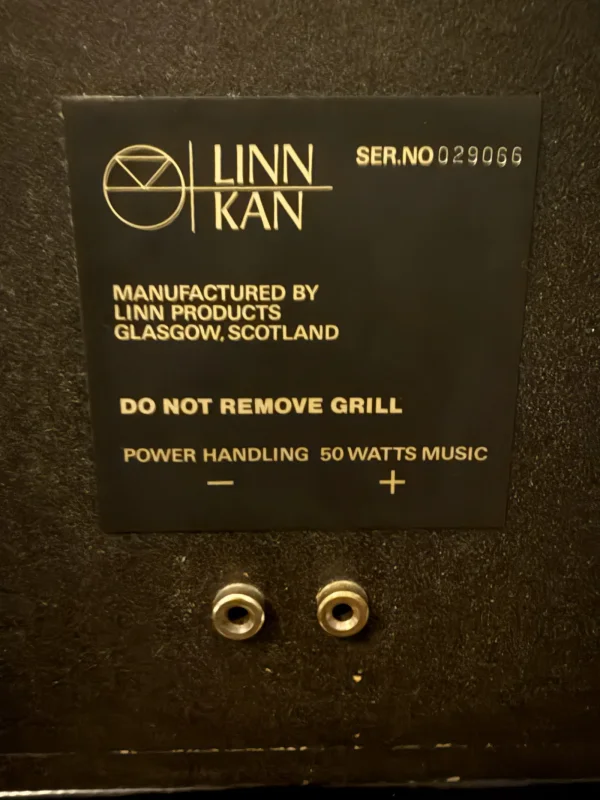 LINN
KAN
SER.NO 029066
MANUFACTURED BY
LINN PRODUCTS
GLASGOW, SCOTLAND
DO NOT REMOVE GRILL
POWER HANDLING 50 WATTS MUSIC
− +